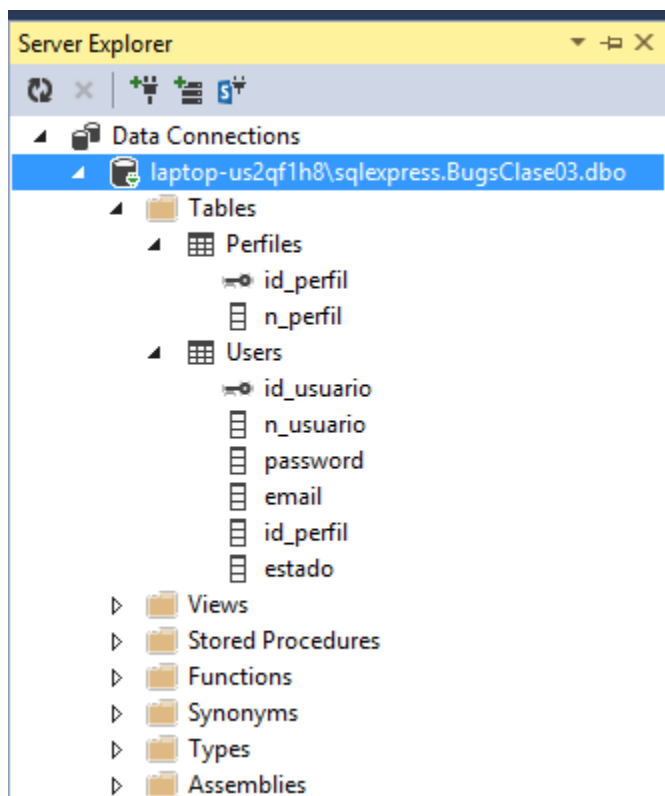 Server Explorer
Data Connections
laptop-us2qf1h8\sqlexpress.BugsClase03.dbo
Tables
Perfiles
id_perfil
n_perfil
Users
id_usuario
n_usuario
password
email
id_perfil
estado
Views
Stored Procedures
Functions
Synonyms
Types
Assemblies